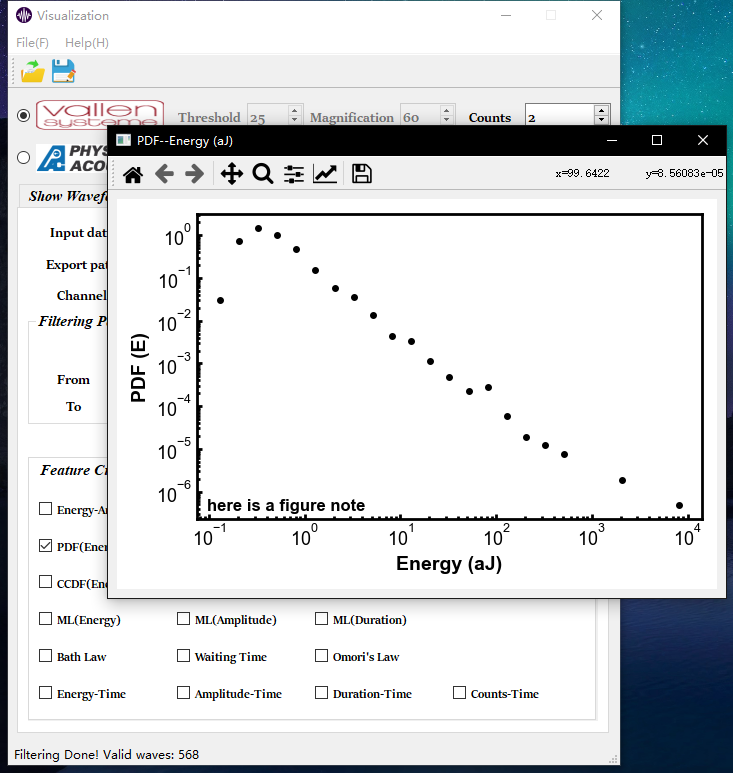 Visualization
File(F) Help(H)
vallen systeme Threshold 25 Magnification 60 Counts 2
PDF--Energy (aJ)
x=99.6422 y=8.56083e-05
PHYS
ACOU
Show Wavefo
Input dat
Export pat
Channel
Filtering P
From
To
Feature C
Energy-A
PDF(Ener
CCDF(En
10^0
10^−1
10^−2
10^−3
10^−4
10^−5
10^−6
PDF (E)
here is a figure note
10^−1 10^0 10^1 10^2 10^3 10^4
Energy (aJ)
ML(Energy) ML(Amplitude) ML(Duration)
Bath Law Waiting Time Omori's Law
Energy-Time Amplitude-Time Duration-Time Counts-Time
Filtering Done! Valid waves: 568